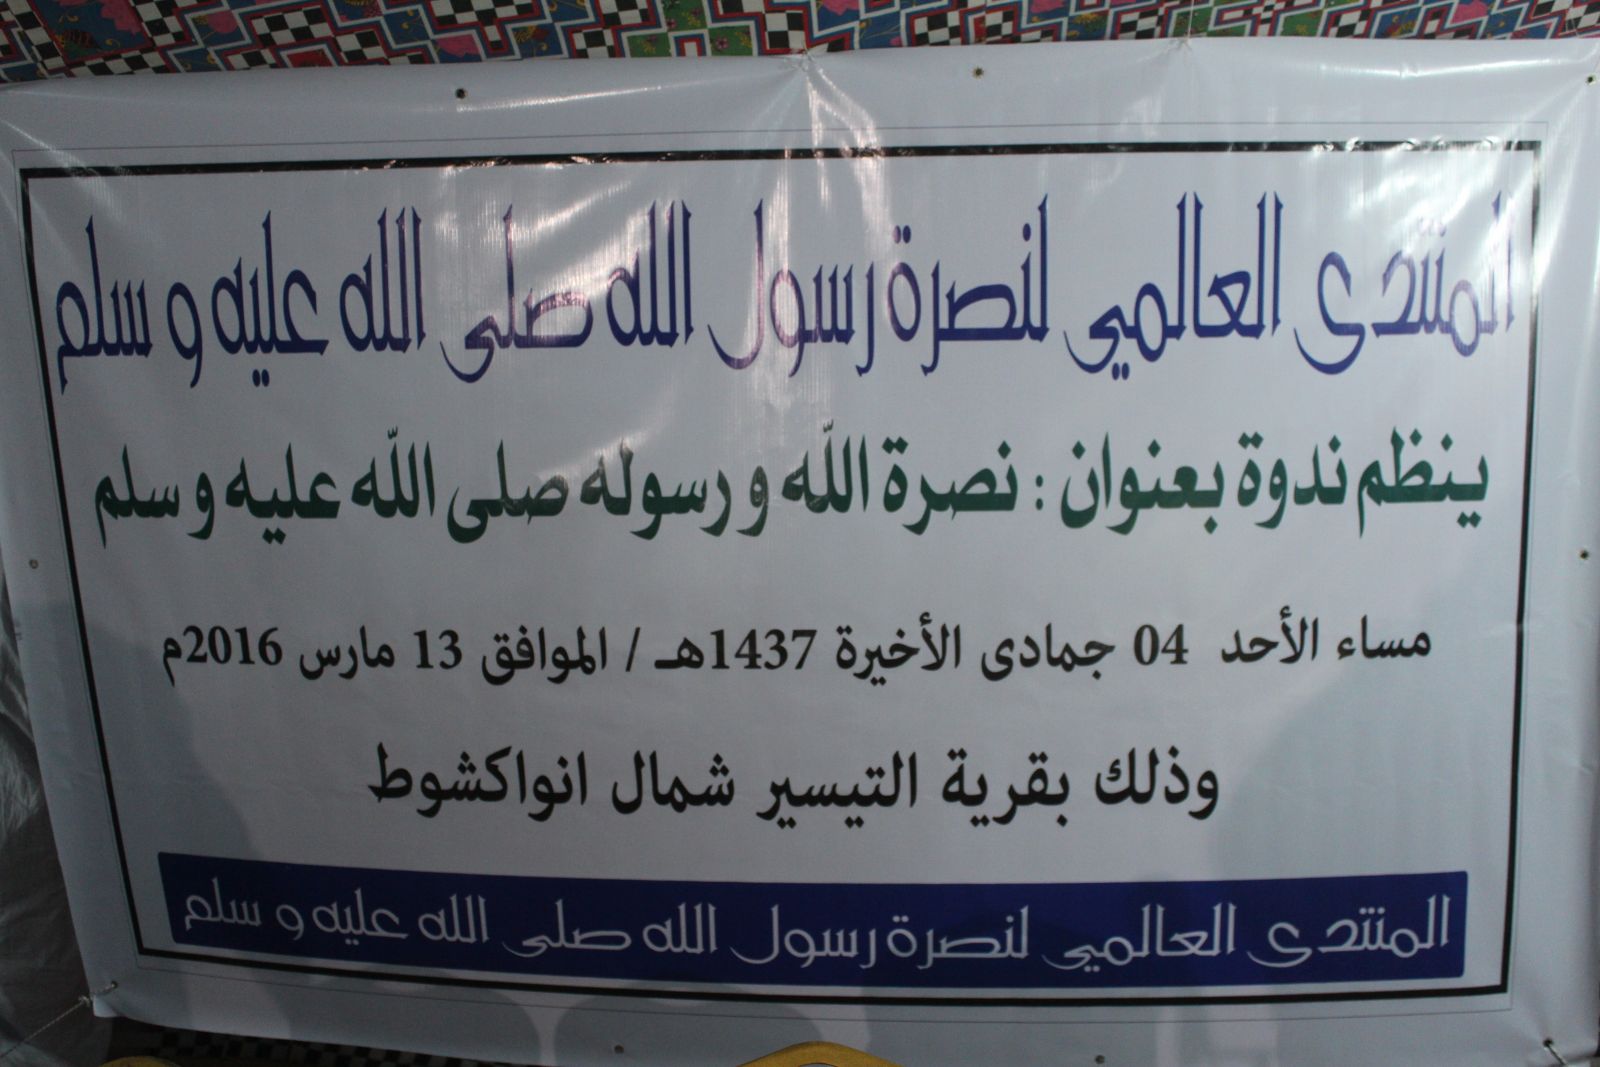 المنتدى العالمي لنصرة رسول الله صلى الله عليه و سلم
ينظم ندوة بعنوان : نصرة الله و رسوله صلى الله عليه و سلم
مساء الأحد 04 جمادى الأخيرة 1437هـ / الموافق 13 مارس 2016م
وذلك بقرية التيسير شمال انواكشوط
المنتدى العالمي لنصرة رسول الله صلى الله عليه و سلم